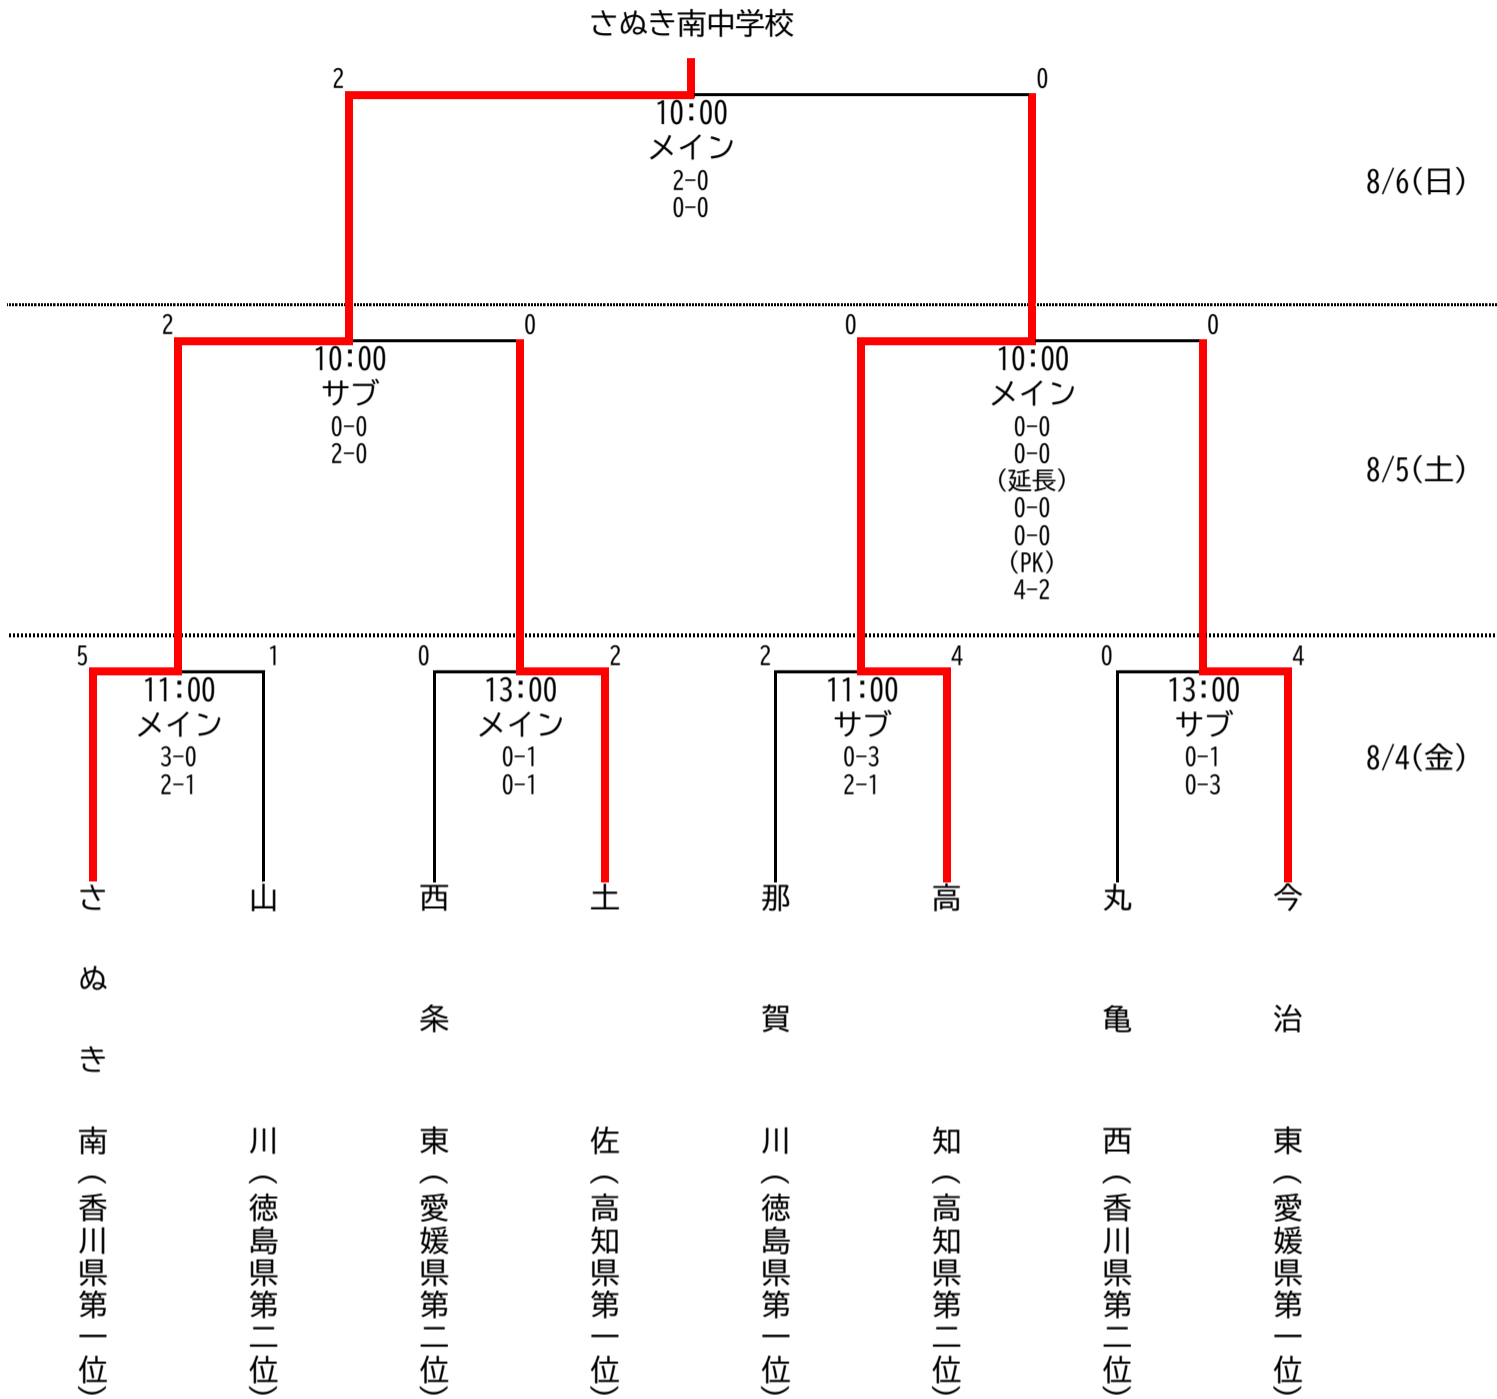 さぬき南中学校
2
0
10:00
メイン
2-0
0-0
8/6(日)
2
0
0
0
10:00
サブ
0-0
2-0
10:00
メイン
0-0
0-0
(延長)
0-0
0-0
(PK)
4-2
8/5(土)
5
1
0
2
2
4
0
4
11:00
メイン
3-0
2-1
13:00
メイン
0-1
0-1
11:00
サブ
0-3
2-1
13:00
サブ
0-1
0-3
8/4(金)
さぬき南(香川県第一位)
山川(徳島県第二位)
西条東(愛媛県第二位)
土佐(高知県第一位)
那賀川(徳島県第一位)
高知(高知県第二位)
丸亀西(香川県第二位)
今治東(愛媛県第一位)